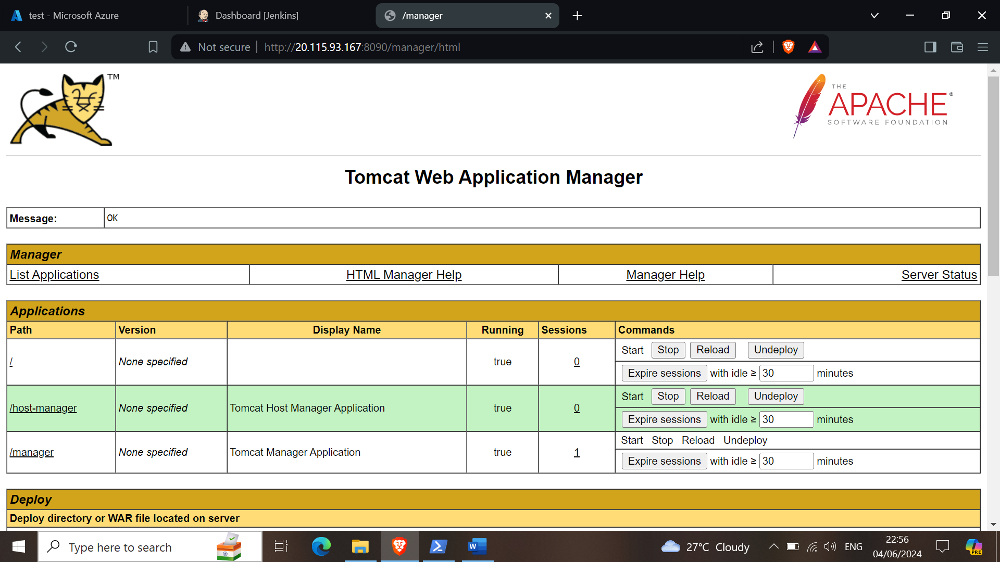 test - Microsoft Azure
Dashboard [Jenkins]
/manager
Not secure
http://20.115.93.167:8090/manager/html
TM
THE
APACHE®
SOFTWARE FOUNDATION
Tomcat Web Application Manager
Message: OK
Manager
List Applications HTML Manager Help Manager Help Server Status
Applications
Path Version Display Name Running Sessions Commands
/ None specified true 0 Start Stop Reload Undeploy
Expire sessions with idle ≥ 30 minutes
/host-manager None specified Tomcat Host Manager Application true 0 Start Stop Reload Undeploy
Expire sessions with idle ≥ 30 minutes
/manager None specified Tomcat Manager Application true 1 Start Stop Reload Undeploy
Expire sessions with idle ≥ 30 minutes
Deploy
Deploy directory or WAR file located on server
Type here to search
W
27°C Cloudy
ENG
22:56
04/06/2024
PRE